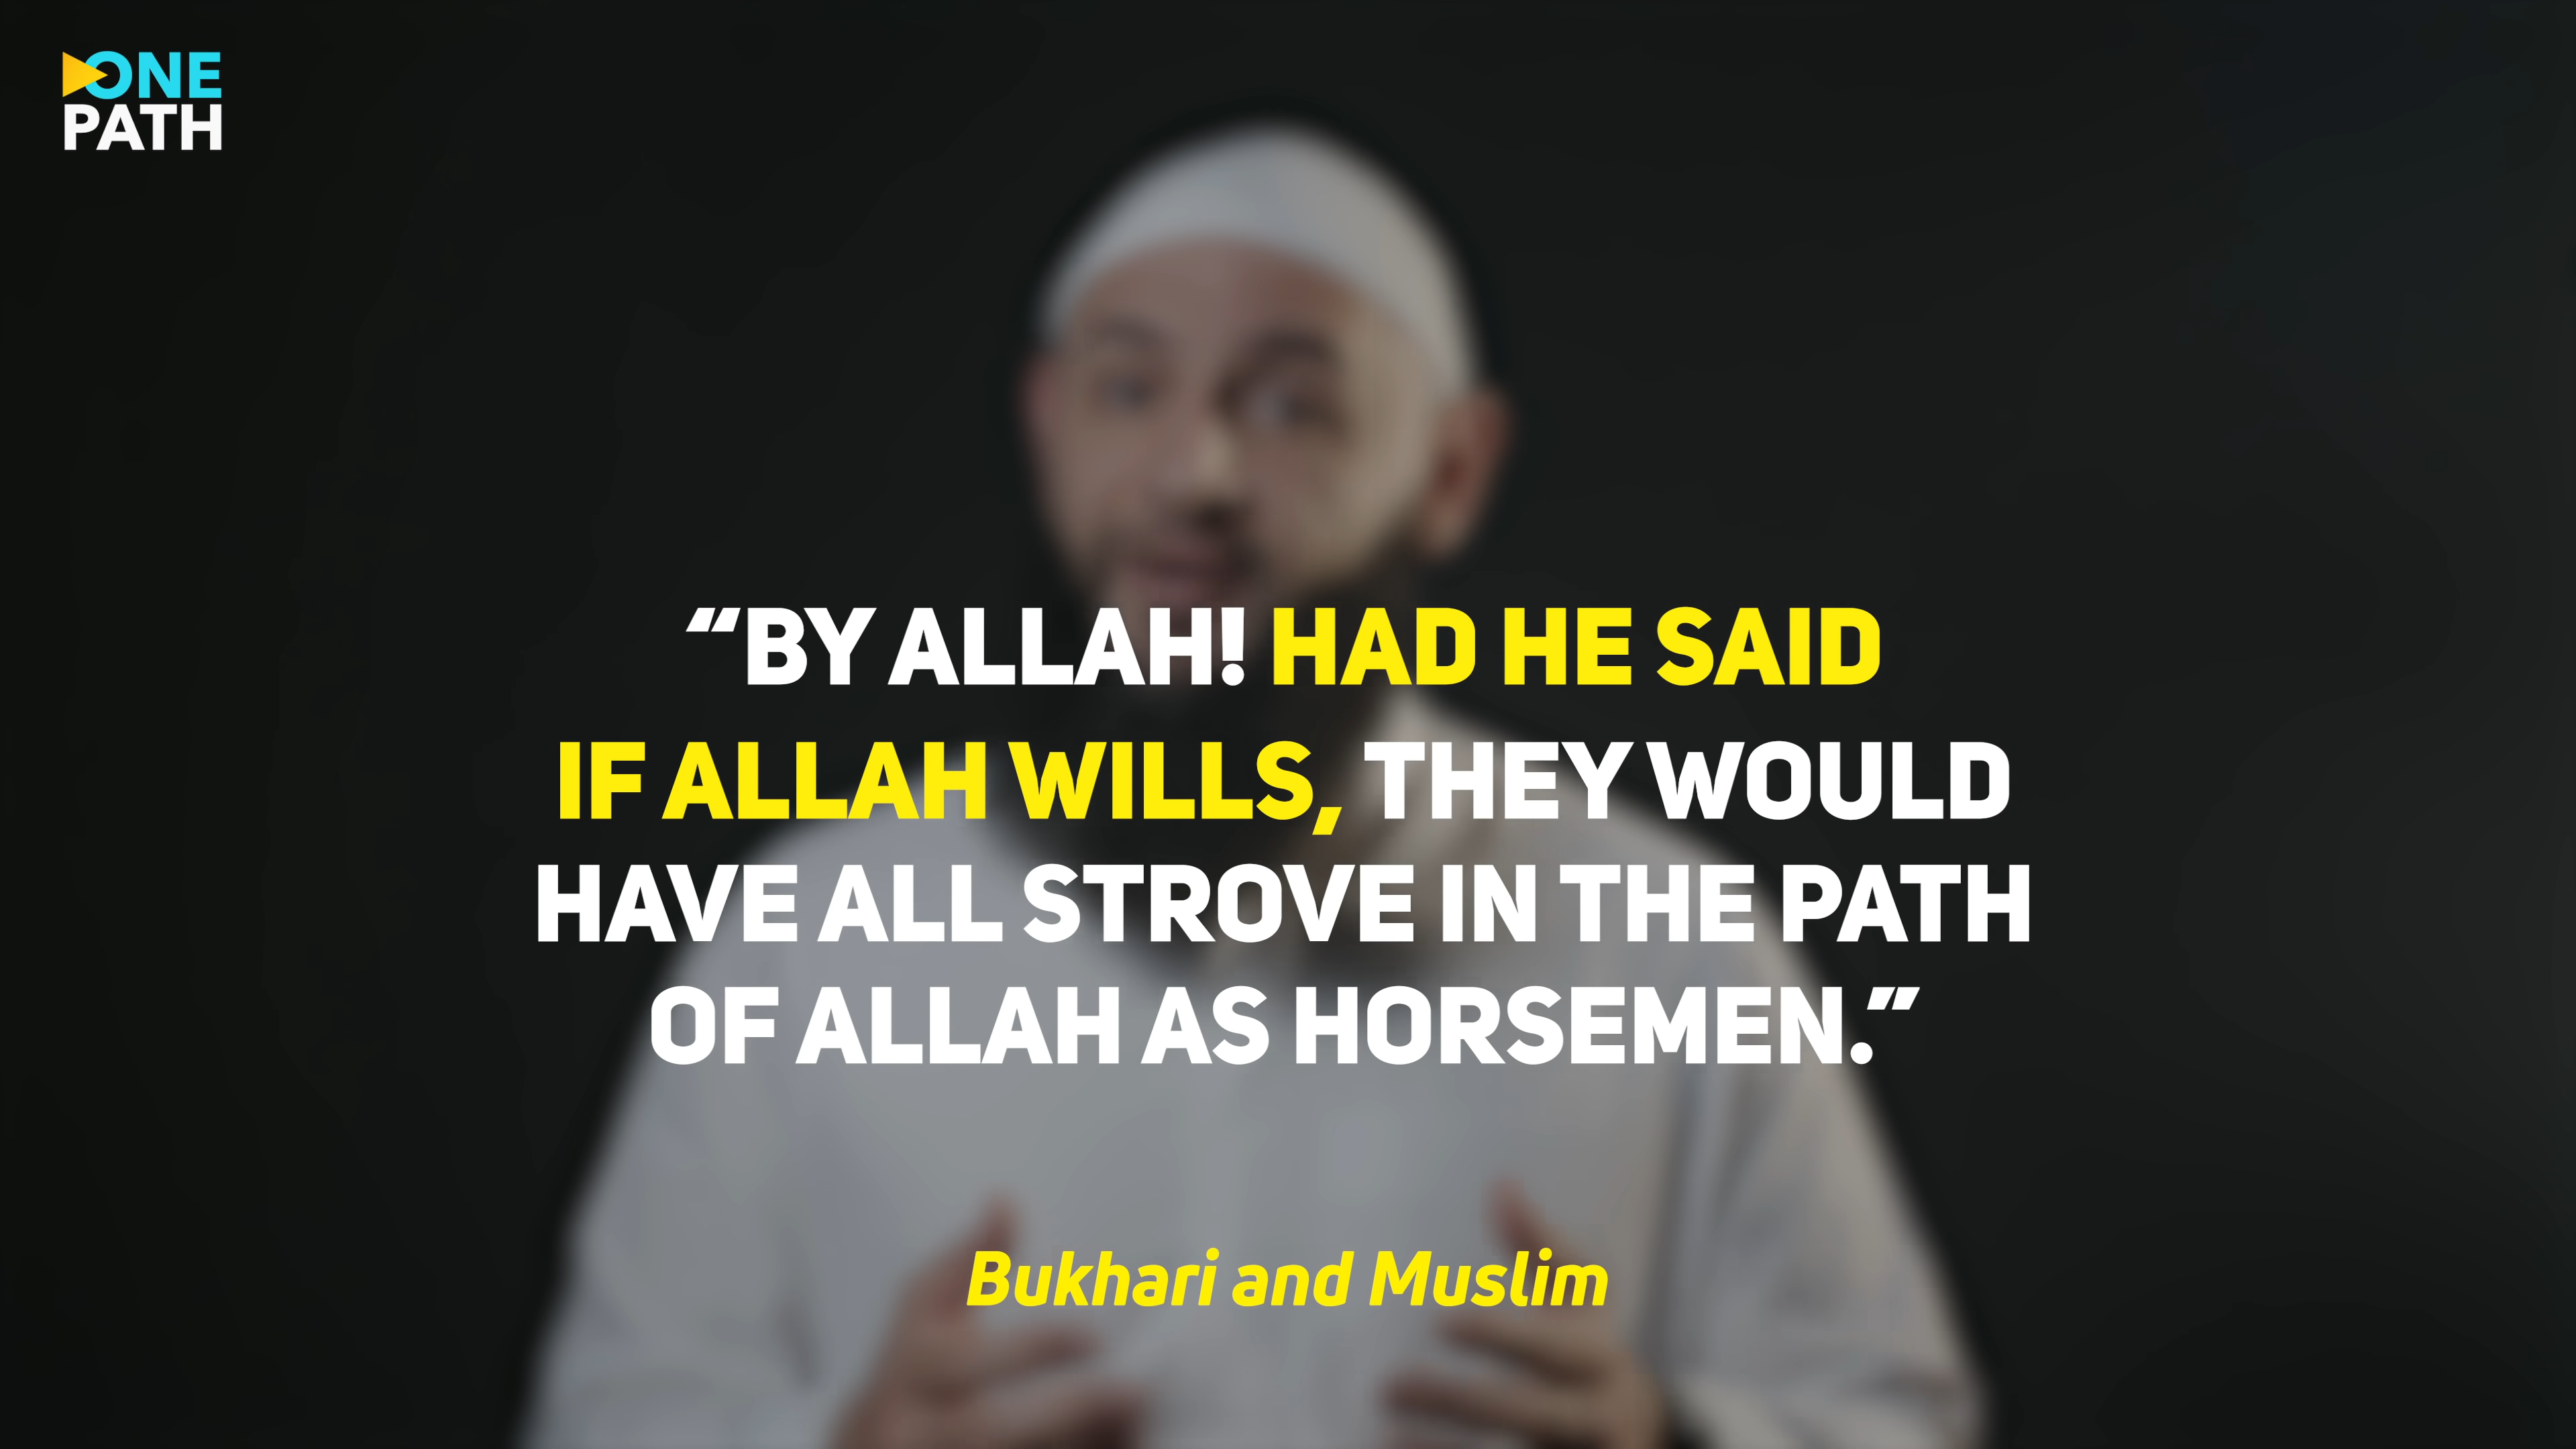 ONE
PATH
“BY ALLAH! HAD HE SAID
IF ALLAH WILLS, THEY WOULD
HAVE ALL STROVE IN THE PATH
OF ALLAH AS HORSEMEN.”
Bukhari and Muslim